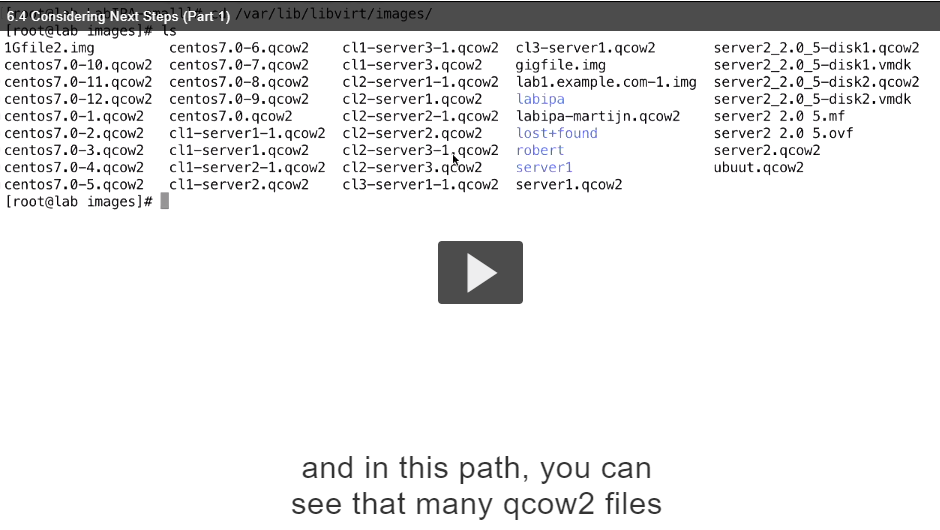 6.4 Considering Next Steps (Part 1)
cd /var/lib/libvirt/images/
[root@lab images]# ls
1Gfile2.img centos7.0-6.qcow2 cl1-server3-1.qcow2 cl3-server1.qcow2 server2_2.0_5-disk1.qcow2
centos7.0-10.qcow2 centos7.0-7.qcow2 cl1-server3.qcow2 gigfile.img server2_2.0_5-disk1.vmdk
centos7.0-11.qcow2 centos7.0-8.qcow2 cl2-server1-1.qcow2 lab1.example.com-1.img server2_2.0_5-disk2.qcow2
centos7.0-12.qcow2 centos7.0-9.qcow2 cl2-server1.qcow2 labipa server2_2.0_5-disk2.vmdk
centos7.0-1.qcow2 centos7.0.qcow2 cl2-server2-1.qcow2 labipa-martijn.qcow2 server2 2.0 5.mf
centos7.0-2.qcow2 cl1-server1-1.qcow2 cl2-server2.qcow2 lost+found server2 2.0 5.ovf
centos7.0-3.qcow2 cl1-server1.qcow2 cl2-server3-1.qcow2 robert server2.qcow2
centos7.0-4.qcow2 cl1-server2-1.qcow2 cl2-server3.qcow2 server1 ubuut.qcow2
centos7.0-5.qcow2 cl1-server2.qcow2 cl3-server1-1.qcow2 server1.qcow2
[root@lab images]#
and in this path, you can
see that many qcow2 files